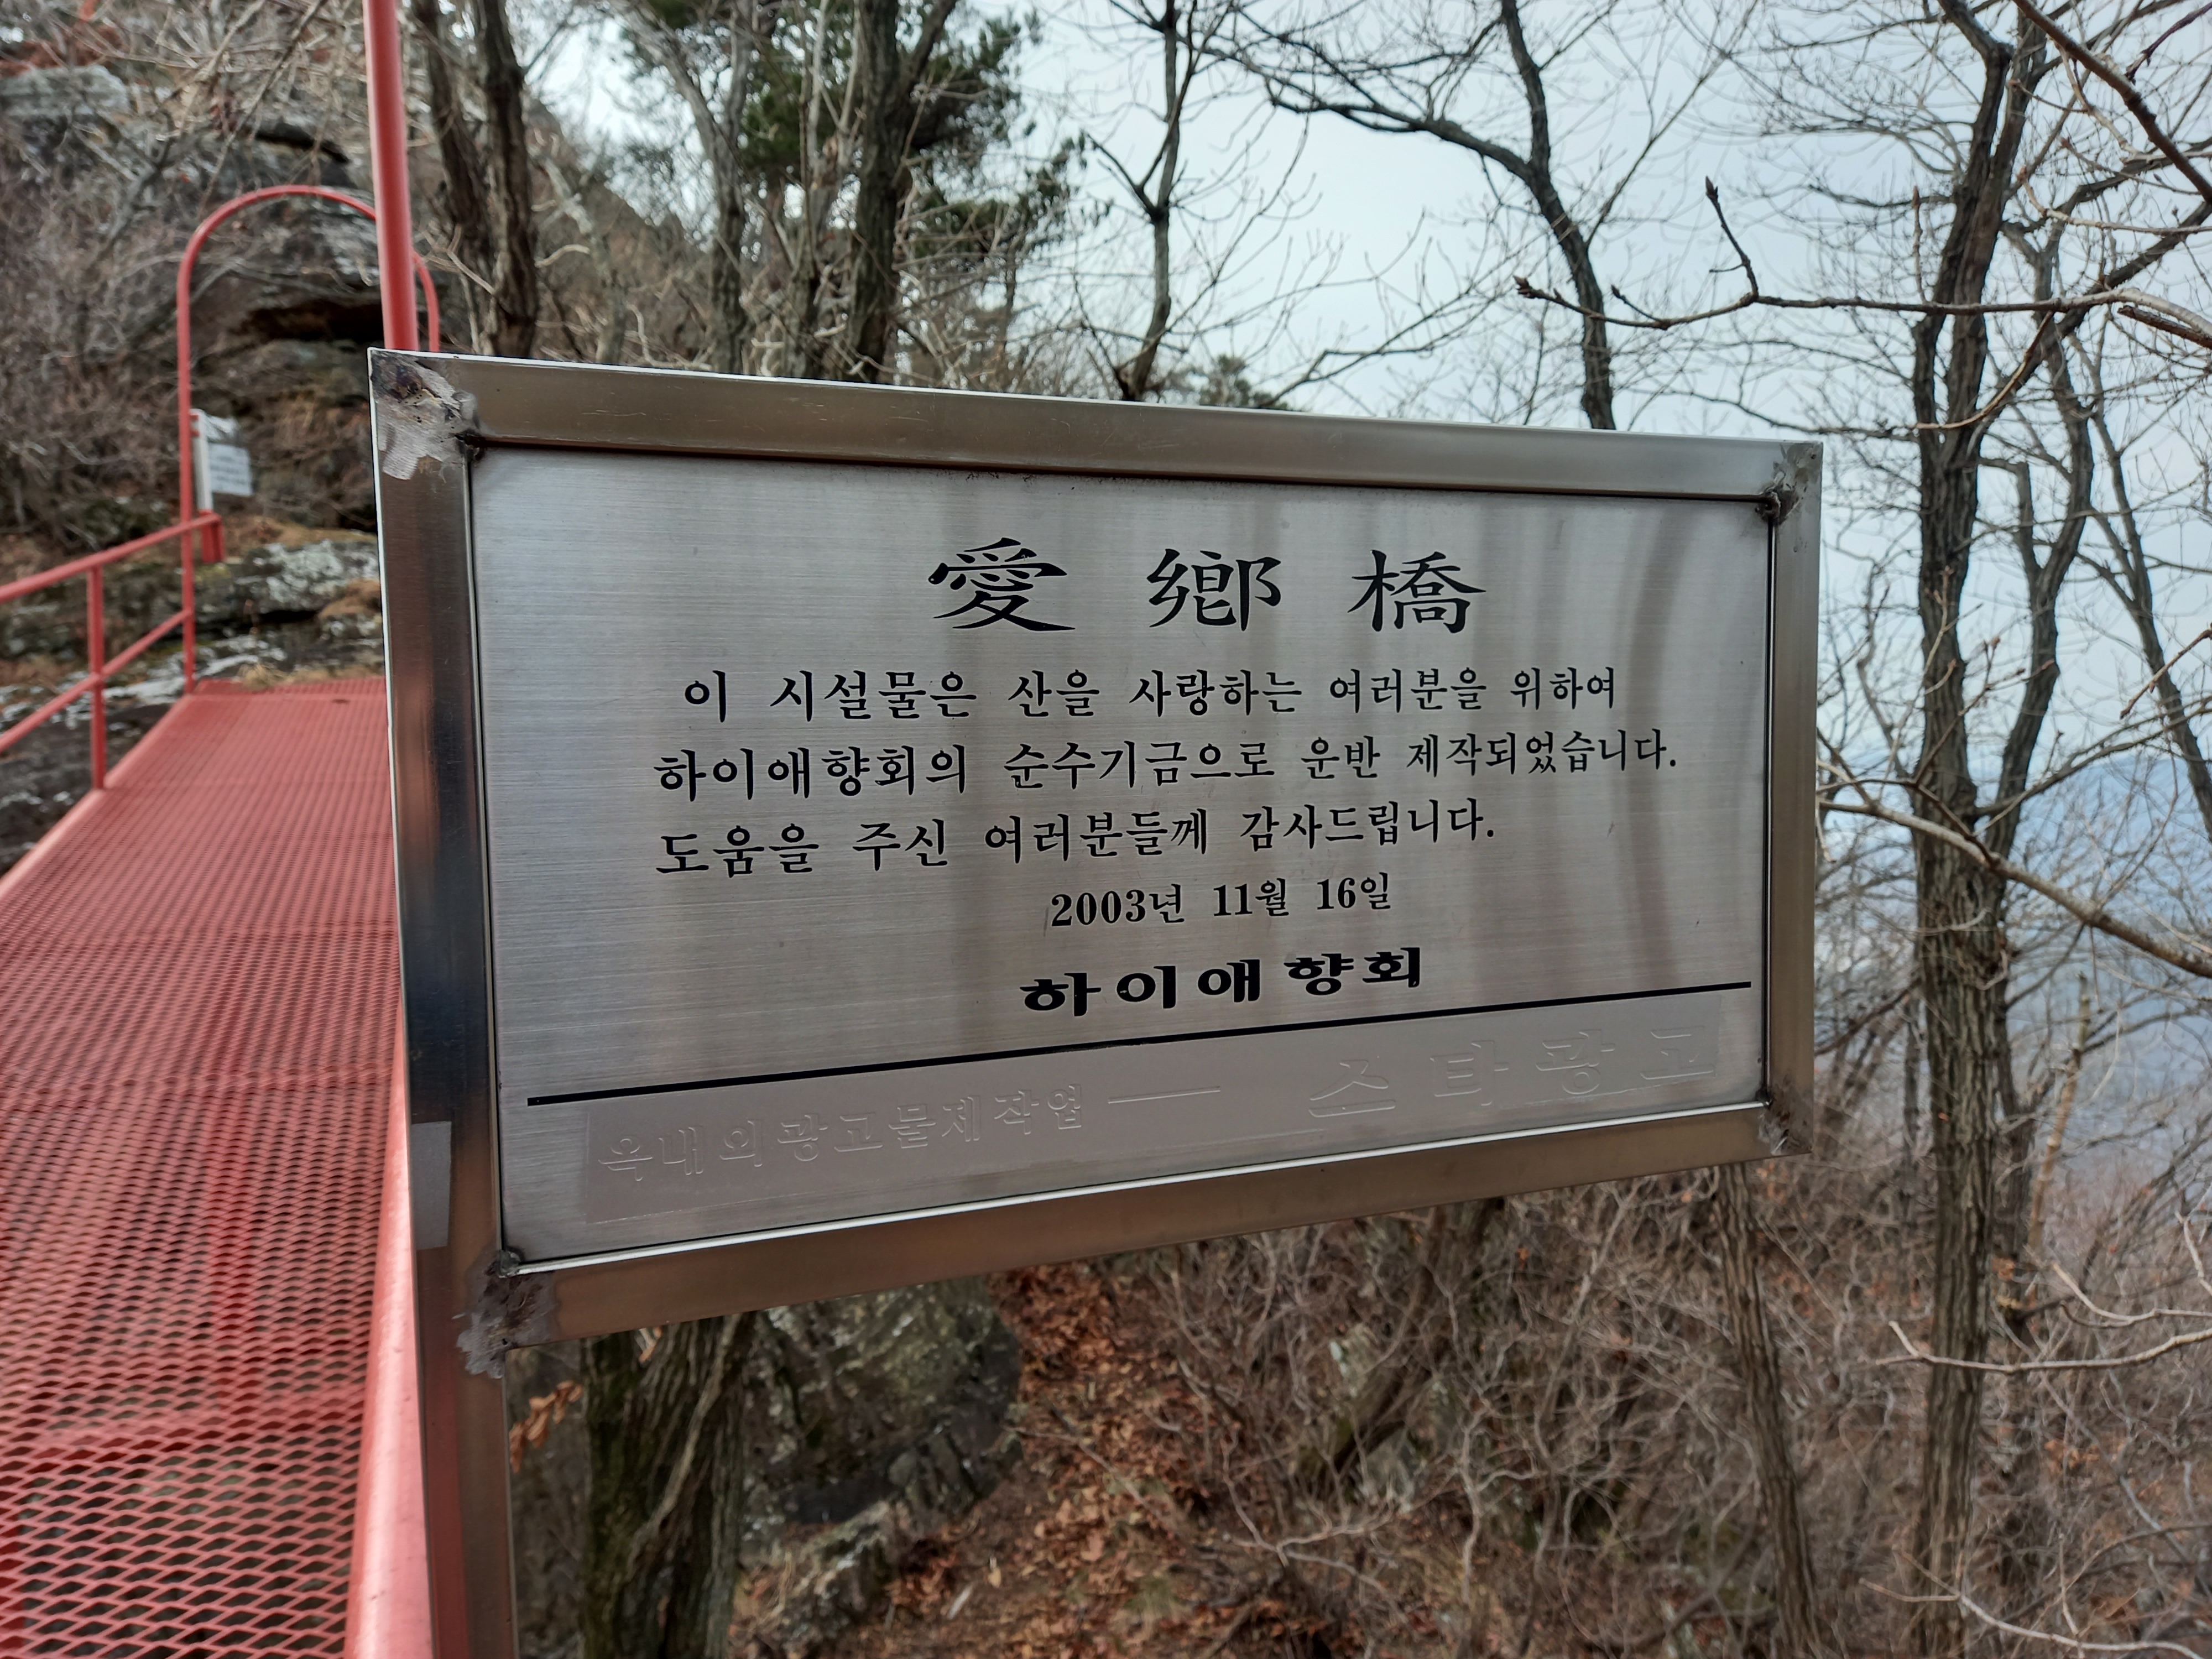 愛鄕橋
이 시설물은 산을 사랑하는 여러분을 위하여
하이애향회의 순수기금으로 운반 제작되었습니다.
도움을 주신 여러분들께 감사드립니다.
2003년 11월 16일
하이애향회
옥내외광고물제작업 — 스타광고